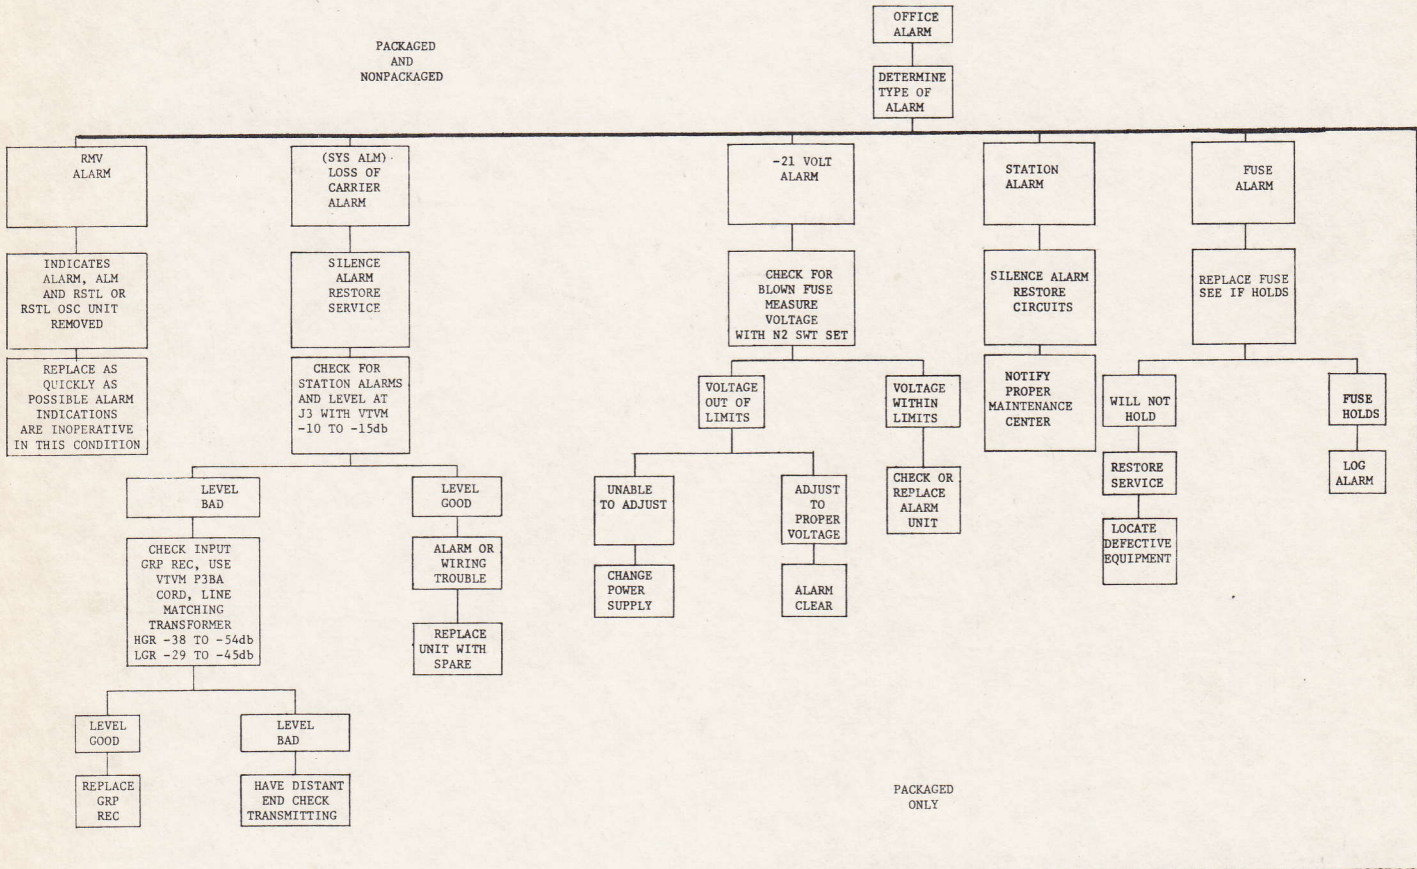 OFFICE
ALARM
PACKAGED
AND
NONPACKAGED
DETERMINE
TYPE OF
ALARM
RMV
ALARM
INDICATES
ALARM, ALM
AND RSTL OR
RSTL OSC UNIT
REMOVED
REPLACE AS
QUICKLY AS
POSSIBLE ALARM
INDICATIONS
ARE INOPERATIVE
IN THIS CONDITION
(SYS ALM)
LOSS OF
CARRIER
ALARM
SILENCE
ALARM
RESTORE
SERVICE
CHECK FOR
STATION ALARMS
AND LEVEL AT
J3 WITH VTVM
-10 TO -15db
LEVEL
BAD
CHECK INPUT
GRP REC, USE
VTVM P3BA
CORD, LINE
MATCHING
TRANSFORMER
HGR -38 TO -54db
LGR -29 TO -45db
LEVEL
GOOD
REPLACE
GRP
REC
LEVEL
BAD
HAVE DISTANT
END CHECK
TRANSMITTING
LEVEL
GOOD
ALARM OR
WIRING
TROUBLE
REPLACE
UNIT WITH
SPARE
-21 VOLT
ALARM
CHECK FOR
BLOWN FUSE
MEASURE
VOLTAGE
WITH N2 SWT SET
VOLTAGE
OUT OF
LIMITS
UNABLE
TO ADJUST
CHANGE
POWER
SUPPLY
ADJUST
TO
PROPER
VOLTAGE
ALARM
CLEAR
VOLTAGE
WITHIN
LIMITS
CHECK OR
REPLACE
ALARM
UNIT
STATION
ALARM
SILENCE ALARM
RESTORE
CIRCUITS
NOTIFY
PROPER
MAINTENANCE
CENTER
FUSE
ALARM
REPLACE FUSE
SEE IF HOLDS
WILL NOT
HOLD
RESTORE
SERVICE
LOCATE
DEFECTIVE
EQUIPMENT
FUSE
HOLDS
LOG
ALARM
PACKAGED
ONLY